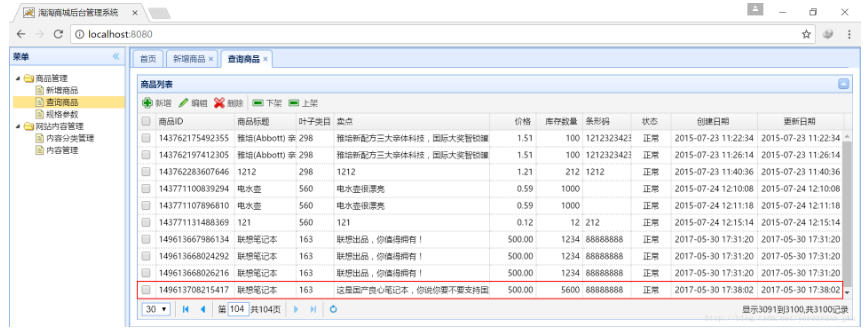 淘淘商城后台管理系统
localhost:8080
菜单
首页 新增商品 查询商品
商品管理
新增商品
查询商品
规格参数
网站内容管理
内容分类管理
内容管理
商品列表
新增 编辑 删除 下架 上架
商品ID 商品标题 叶子类目 卖点 价格 库存数量 条形码 状态 创建日期 更新日期
143762175492355 雅培(Abbott) 亲 298 雅培新配方三大亲体科技，国际大奖智锁罐 1.51 100 1212323423 正常 2015-07-23 11:22:34 2015-07-23 11:22:34
143762197412305 雅培(Abbott) 亲 298 雅培新配方三大亲体科技，国际大奖智锁罐 1.51 100 1212323423 正常 2015-07-23 11:26:14 2015-07-23 11:26:14
143762283607646 1212 298 1212 1.21 212 1212 正常 2015-07-23 11:40:36 2015-07-23 11:40:36
143771100839294 电水壶 560 电水壶很漂亮 0.59 1000 正常 2015-07-24 12:10:08 2015-07-24 12:10:08
143771107896810 电水壶 560 电水壶很漂亮 0.59 1000 正常 2015-07-24 12:11:18 2015-07-24 12:11:18
143771131488369 121 560 121 0.12 12 212 正常 2015-07-24 12:15:14 2015-07-24 12:15:14
149613667986134 联想笔记本 163 联想出品，你值得拥有！ 500.00 1234 88888888 正常 2017-05-30 17:31:20 2017-05-30 17:31:20
149613668024292 联想笔记本 163 联想出品，你值得拥有！ 500.00 1234 88888888 正常 2017-05-30 17:31:20 2017-05-30 17:31:20
149613668026216 联想笔记本 163 联想出品，你值得拥有！ 500.00 1234 88888888 正常 2017-05-30 17:31:20 2017-05-30 17:31:20
149613708215417 联想笔记本 163 这是国产良心笔记本，你说你要不要支持国 500.00 5600 88888888 正常 2017-05-30 17:38:02 2017-05-30 17:38:02
30 第 104 共104页 显示3091到3100,共3100记录